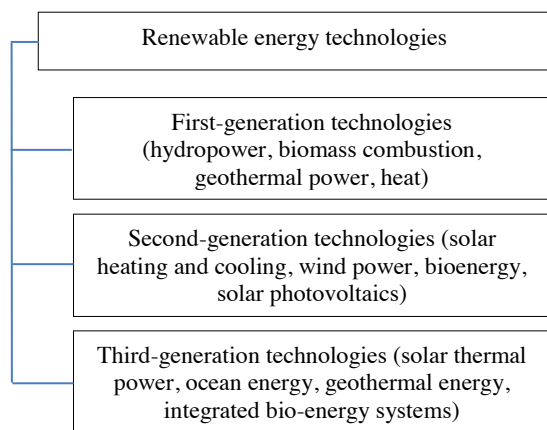 Renewable energy technologies
First-generation technologies
(hydropower, biomass combustion,
geothermal power, heat)
Second-generation technologies (solar
heating and cooling, wind power, bioenergy,
solar photovoltaics)
Third-generation technologies (solar thermal
power, ocean energy, geothermal energy,
integrated bio-energy systems)